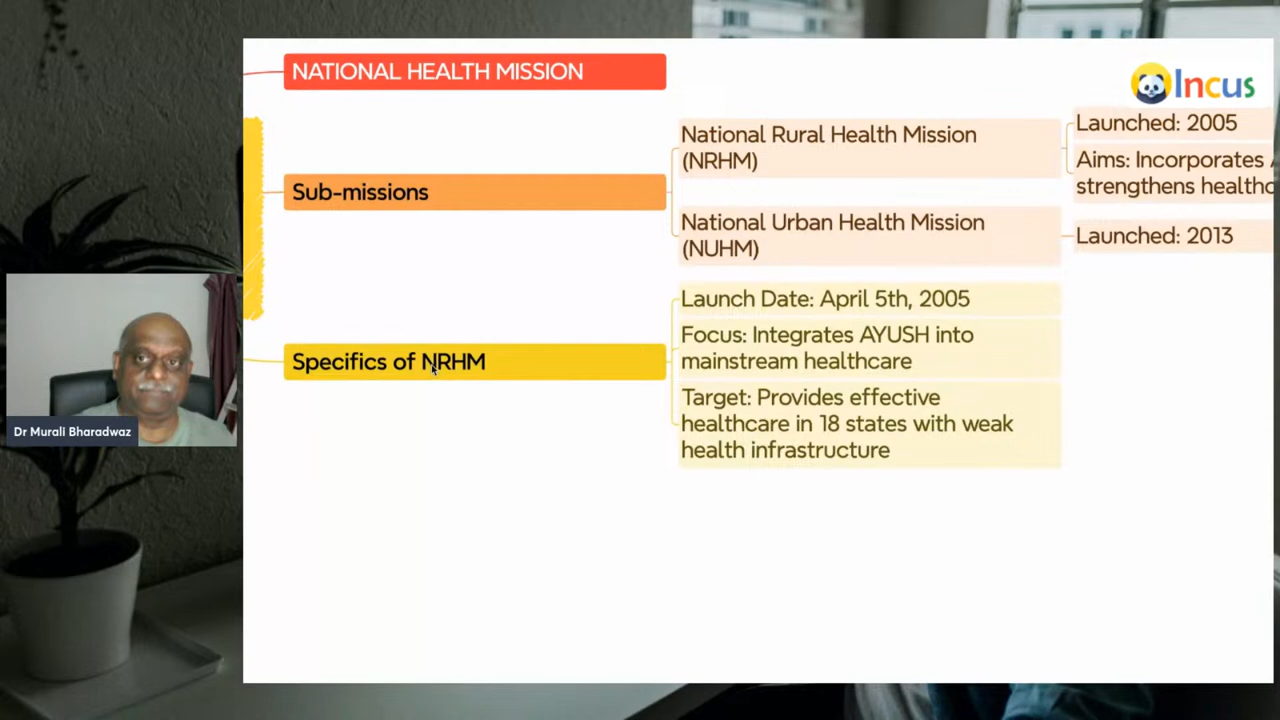 NATIONAL HEALTH MISSION
Incus
Sub-missions
National Rural Health Mission
(NRHM)
Launched: 2005
Aims: Incorporates
strengthens
National Urban Health Mission
(NUHM)
Launched: 2013
Specifics of NRHM
Launch Date: April 5th, 2005
Focus: Integrates AYUSH into
mainstream healthcare
Target: Provides effective
healthcare in 18 states with weak
health infrastructure
Dr Murali Bharadwaz